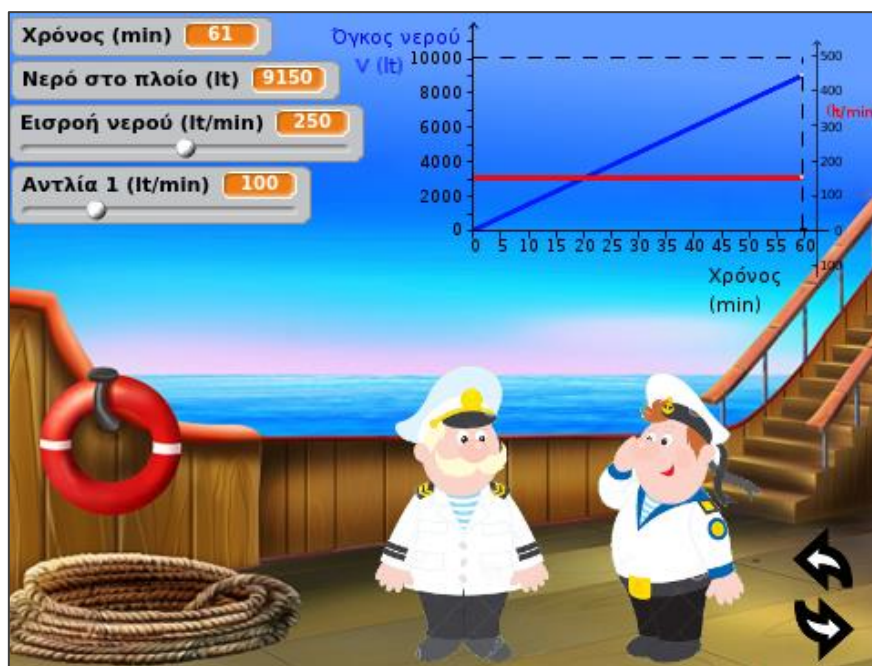 Χρόνος (min) 61
Νερό στο πλοίο (lt) 9150
Εισροή νερού (lt/min) 250
Αντλία 1 (lt/min) 100
Όγκος νερού
V (lt)
10000
8000
6000
4000
2000
0
0 5 10 15 20 25 30 35 40 45 50 55 60
Χρόνος
(min)
500
400
(lt/min
300
200
100
0
100